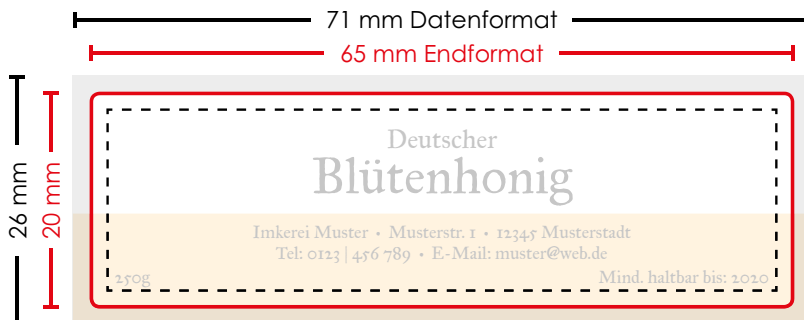 71 mm Datenformat
65 mm Endformat
26 mm
20 mm
Deutscher
Blütenhonig
Imkerei Muster • Musterstr. 1 • 12345 Musterstadt
Tel: 0123 | 456 789 • E-Mail: muster@web.de
250g
Mind. haltbar bis: 2020